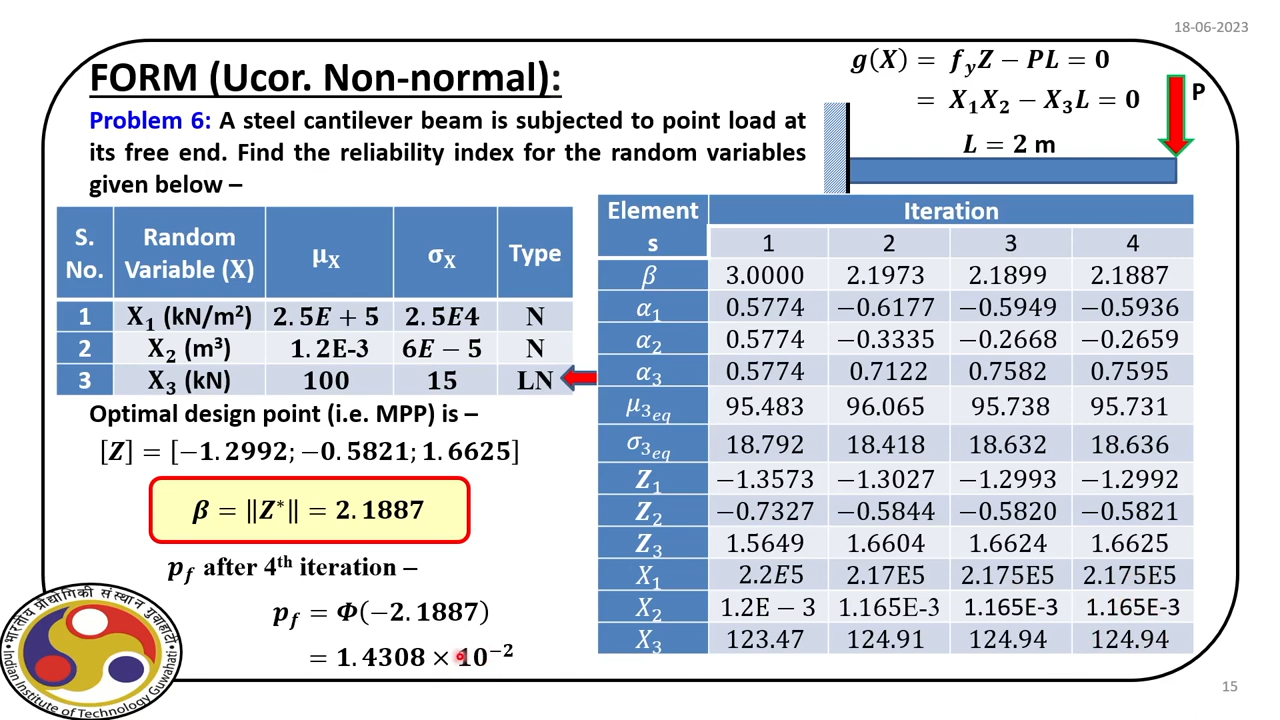 18-06-2023
FORM (Ucor. Non-normal):
Problem 6: A steel cantilever beam is subjected to point load at
its free end. Find the reliability index for the random variables
given below –
g(X) = f_yZ − PL = 0
= X₁X₂ − X₃L = 0
L = 2 m
P
S. No. Random Variable (X) μ_X σ_X Type
1 X₁ (kN/m²) 2.5E + 5 2.5E4 N
2 X₂ (m³) 1.2E-3 6E − 5 N
3 X₃ (kN) 100 15 LN
Optimal design point (i.e. MPP) is –
[Z] = [−1.2992; −0.5821; 1.6625]
β = ‖Z*‖ = 2.1887
p_f after 4th iteration –
p_f = Φ(−2.1887)
= 1.4308 × 10⁻²
Element s Iteration
1 2 3 4
β 3.0000 2.1973 2.1899 2.1887
α₁ 0.5774 −0.6177 −0.5949 −0.5936
α₂ 0.5774 −0.3335 −0.2668 −0.2659
α₃ 0.5774 0.7122 0.7582 0.7595
μ₃eq 95.483 96.065 95.738 95.731
σ₃eq 18.792 18.418 18.632 18.636
Z₁ −1.3573 −1.3027 −1.2993 −1.2992
Z₂ −0.7327 −0.5844 −0.5820 −0.5821
Z₃ 1.5649 1.6604 1.6624 1.6625
X₁ 2.2E5 2.17E5 2.175E5 2.175E5
X₂ 1.2E − 3 1.165E-3 1.165E-3 1.165E-3
X₃ 123.47 124.91 124.94 124.94
भारतीय प्रौद्योगिकी संस्थान गुवाहाटी
Indian Institute of Technology Guwahati
15